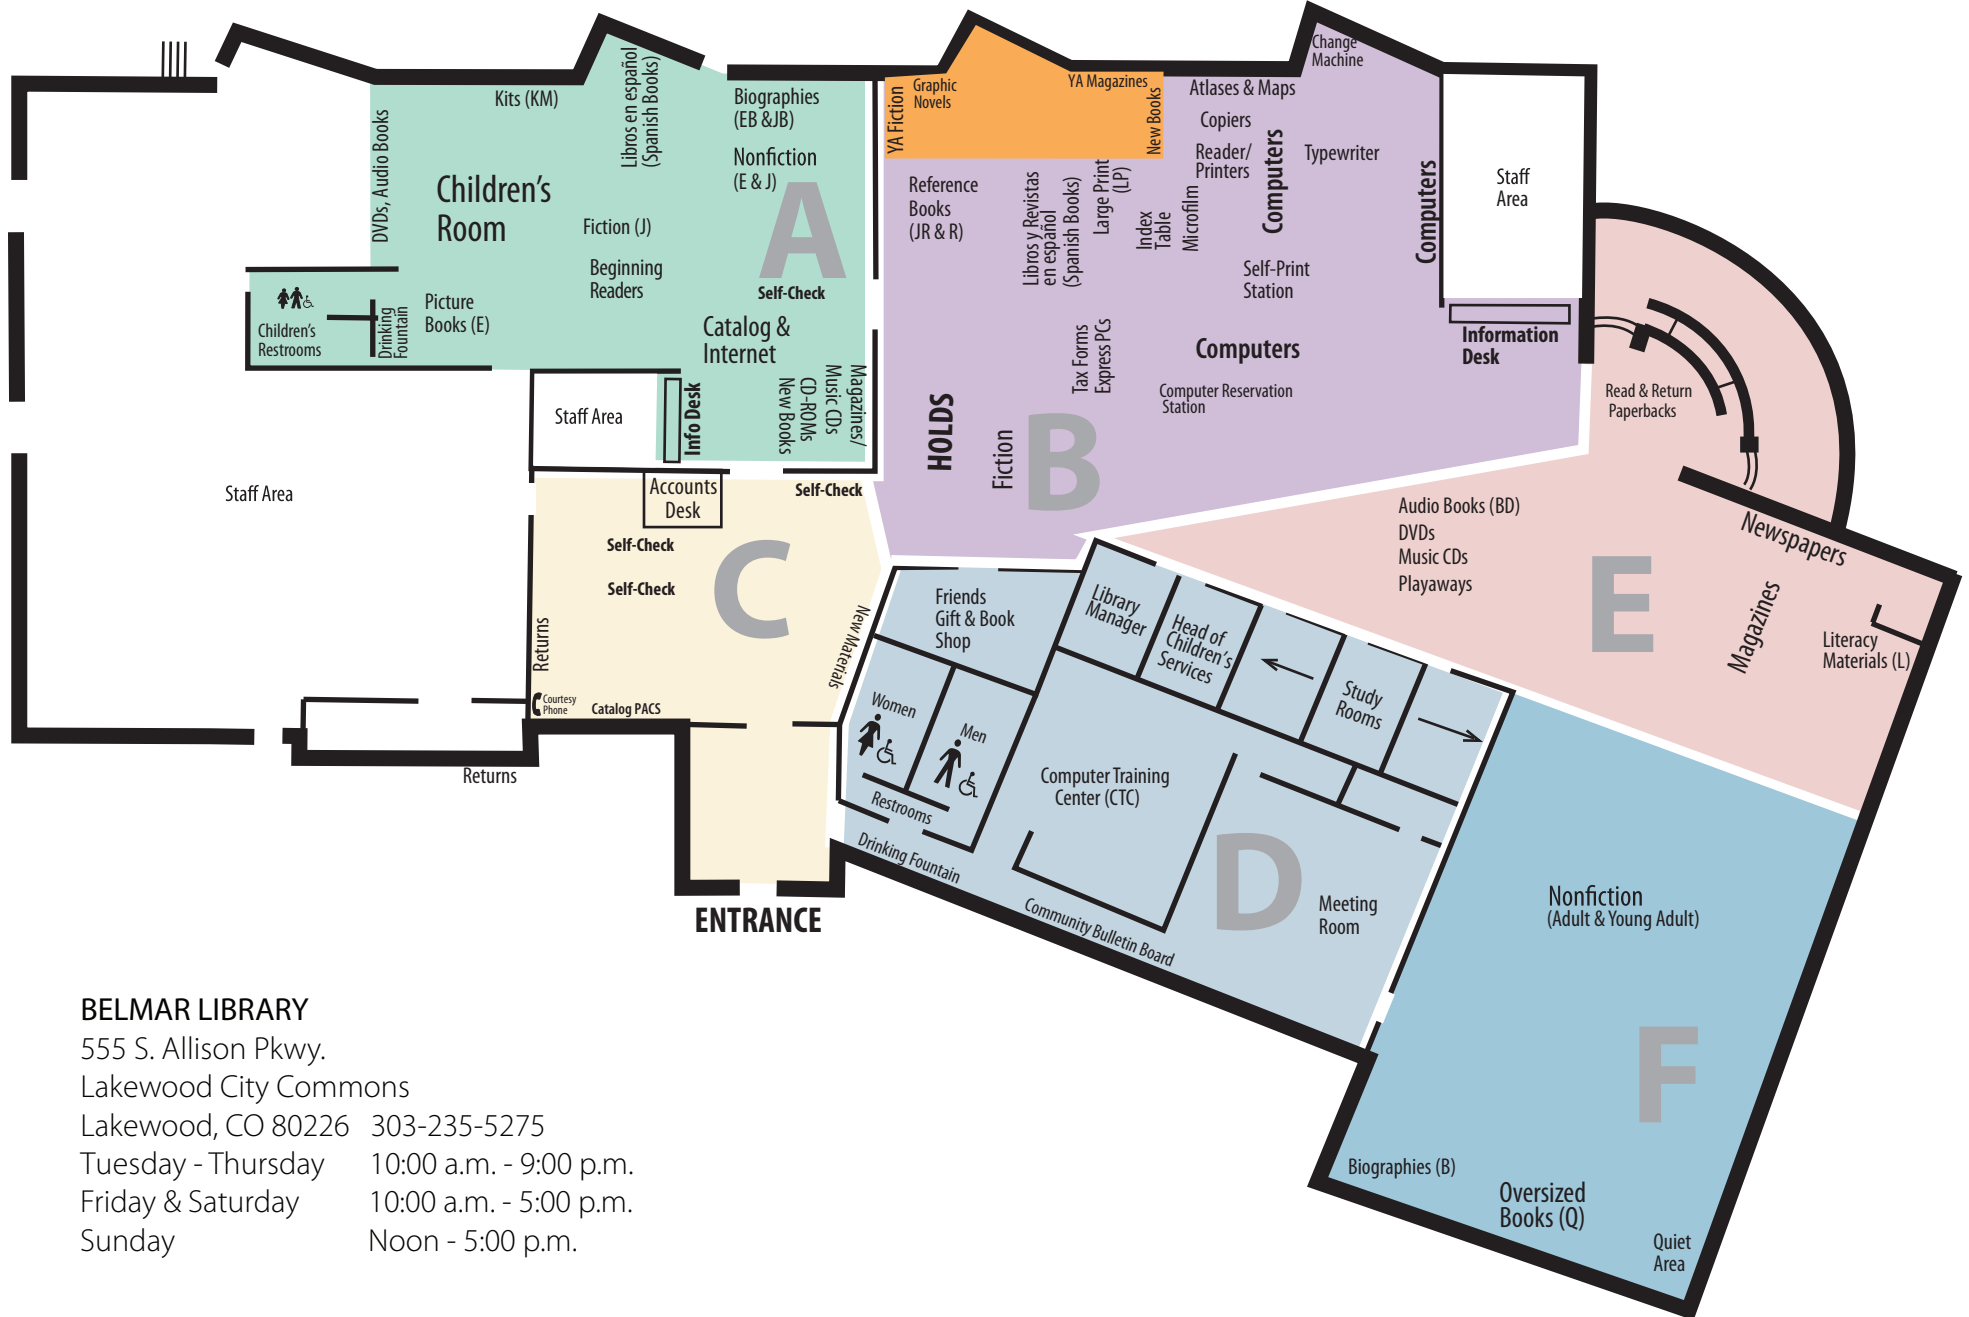 Kits (KM)
DVDs, Audio Books
Libros en español
(Spanish Books)
Biographies
(EB &JB)
Nonfiction
(E & J)
Children's
Room
Fiction (J)
Beginning
Readers
A
Self-Check
Children's
Restrooms
Drinking
Fountain
Picture
Books (E)
Catalog &
Internet
Magazines/
Music CDs
CD-ROMs
New Books
Staff Area
Info Desk
Staff Area
YA Fiction
Graphic
Novels
YA Magazines
New Books
Change
Machine
Atlases & Maps
Copiers
Reader/
Printers
Computers
Typewriter
Computers
Staff
Area
Reference
Books
(JR & R)
Libros y Revistas
en español
(Spanish Books)
Large Print
(LP)
Index
Table
Microfilm
Self-Print
Station
Information
Desk
Tax Forms
Express PCs
Computers
Computer Reservation
Station
HOLDS
Fiction
B
Read & Return
Paperbacks
Accounts
Desk
Self-Check
Self-Check
Self-Check
C
Returns
New Materials
Courtesy
Phone
Catalog PACS
Returns
ENTRANCE
Audio Books (BD)
DVDs
Music CDs
Playaways
E
Newspapers
Magazines
Literacy
Materials (L)
Friends
Gift & Book
Shop
Library
Manager
Head of
Children's
Services
Study
Rooms
Women
Men
Restrooms
Drinking Fountain
Computer Training
Center (CTC)
Community Bulletin Board
D
Meeting
Room
Nonfiction
(Adult & Young Adult)
F
Biographies (B)
Oversized
Books (Q)
Quiet
Area
BELMAR LIBRARY
555 S. Allison Pkwy.
Lakewood City Commons
Lakewood, CO 80226 303-235-5275
Tuesday - Thursday 10:00 a.m. - 9:00 p.m.
Friday & Saturday 10:00 a.m. - 5:00 p.m.
Sunday Noon - 5:00 p.m.